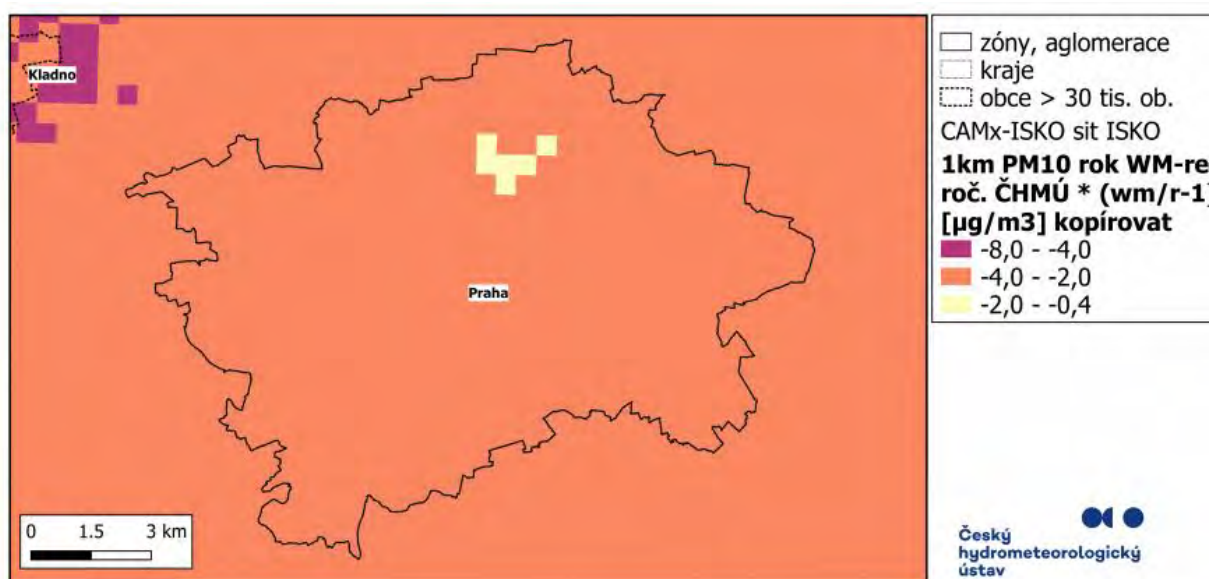 Kladno
Praha
0 1.5 3 km
zóny, aglomerace
kraje
obce > 30 tis. ob.
CAMx-ISKO sit ISKO
1km PM10 rok WM-re
roč. ČHMÚ * (wm/r-1)
[µg/m3] kopírovat
-8,0 - -4,0
-4,0 - -2,0
-2,0 - -0,4
Český
hydrometeorologický
ústav